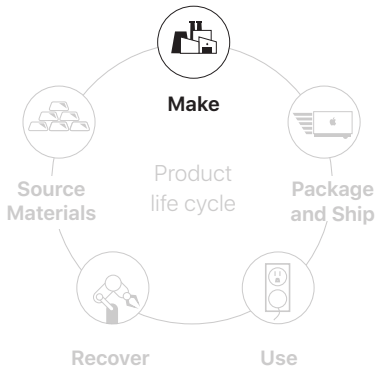 Make
Product
life cycle
Source
Materials
Package
and Ship
Recover
Use